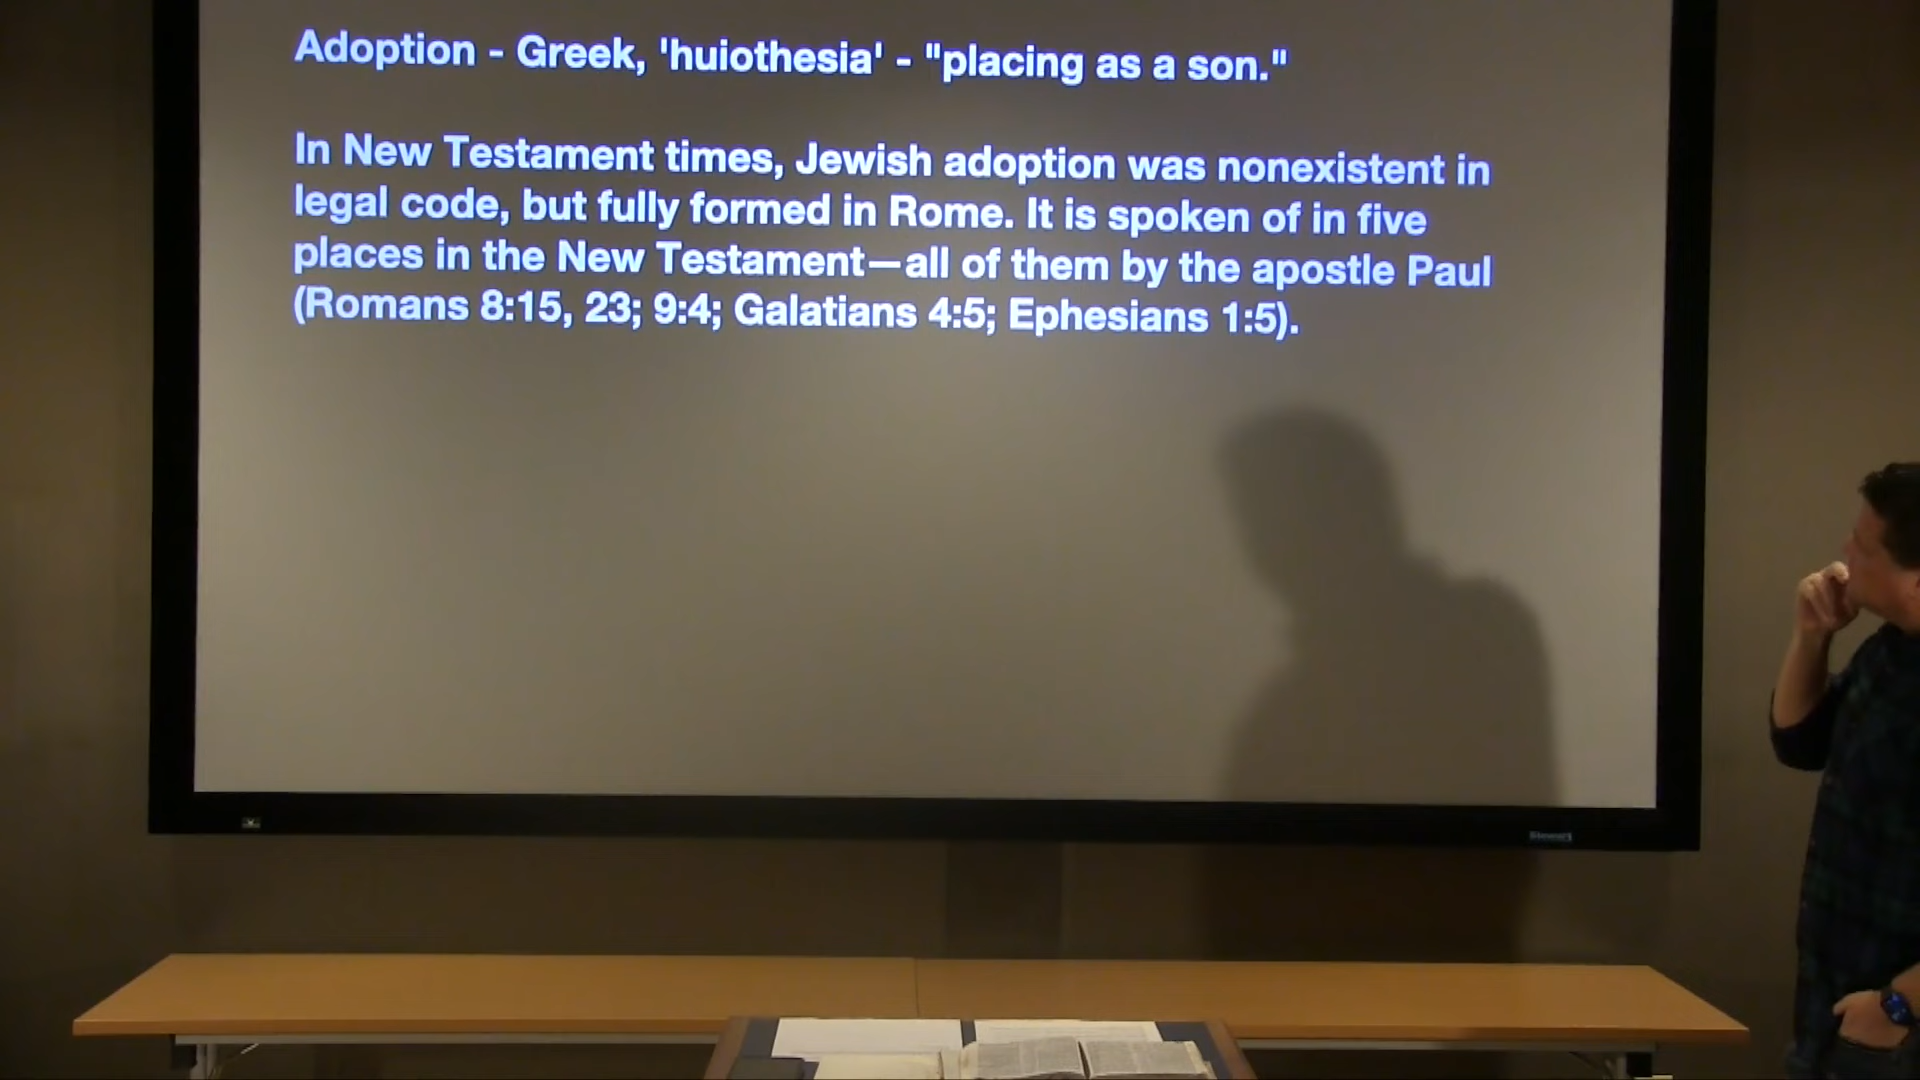 Adoption - Greek, 'huiothesia' - "placing as a son."
In New Testament times, Jewish adoption was nonexistent in
legal code, but fully formed in Rome. It is spoken of in five
places in the New Testament—all of them by the apostle Paul
(Romans 8:15, 23; 9:4; Galatians 4:5; Ephesians 1:5).
Stewart